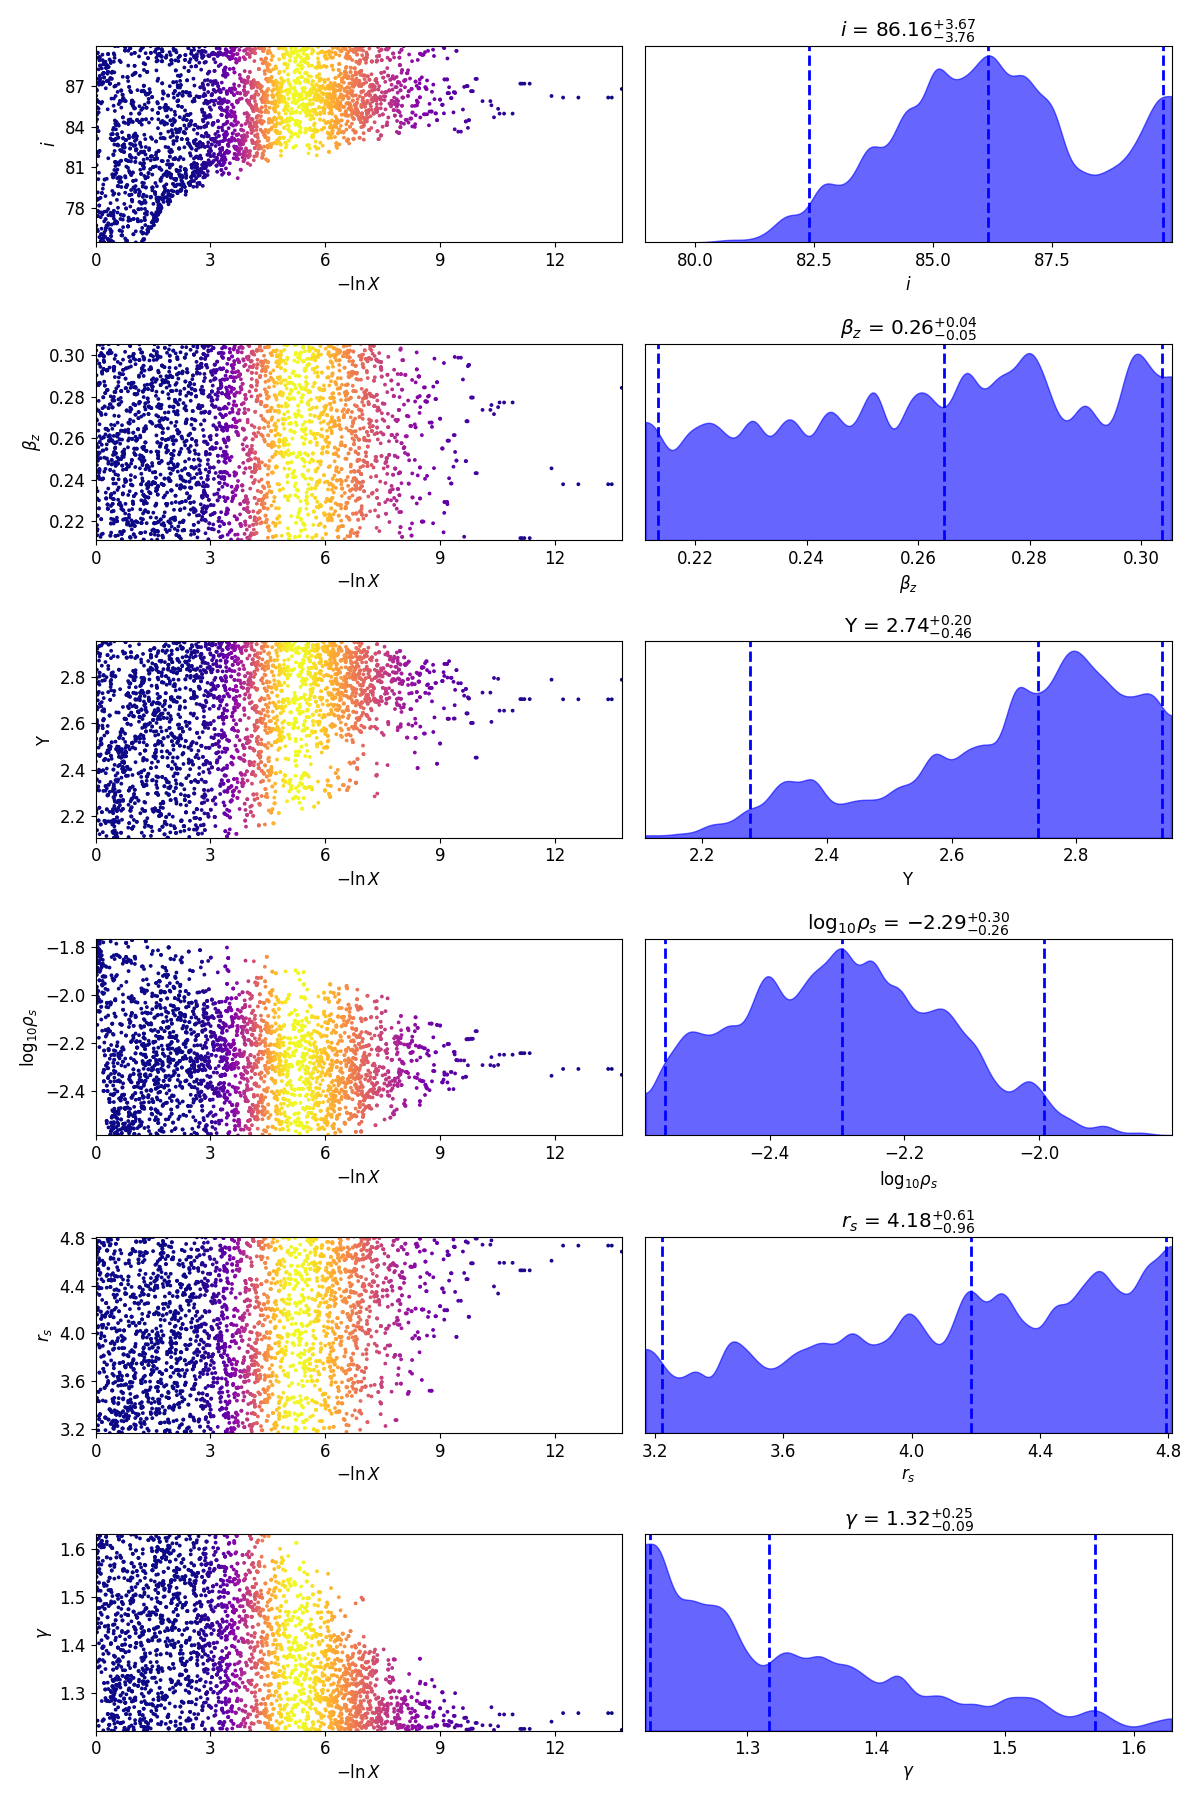 i = 86.16 +3.67 −3.76
87
84
81
78
i
0 3 6 9 12
−ln X
80.0 82.5 85.0 87.5
i
β_z = 0.26 +0.04 −0.05
0.30
0.28
0.26
0.24
0.22
β_z
0 3 6 9 12
−ln X
0.22 0.24 0.26 0.28 0.30
β_z
Y = 2.74 +0.20 −0.46
2.8
2.6
2.4
2.2
Y
0 3 6 9 12
−ln X
2.2 2.4 2.6 2.8
Y
log₁₀ρ_s = −2.29 +0.30 −0.26
−1.8
−2.0
−2.2
−2.4
log₁₀ρ_s
0 3 6 9 12
−ln X
−2.4 −2.2 −2.0
log₁₀ρ_s
r_s = 4.18 +0.61 −0.96
4.8
4.4
4.0
3.6
3.2
r_s
0 3 6 9 12
−ln X
3.2 3.6 4.0 4.4 4.8
r_s
γ = 1.32 +0.25 −0.09
1.6
1.5
1.4
1.3
γ
0 3 6 9 12
−ln X
1.3 1.4 1.5 1.6
γ